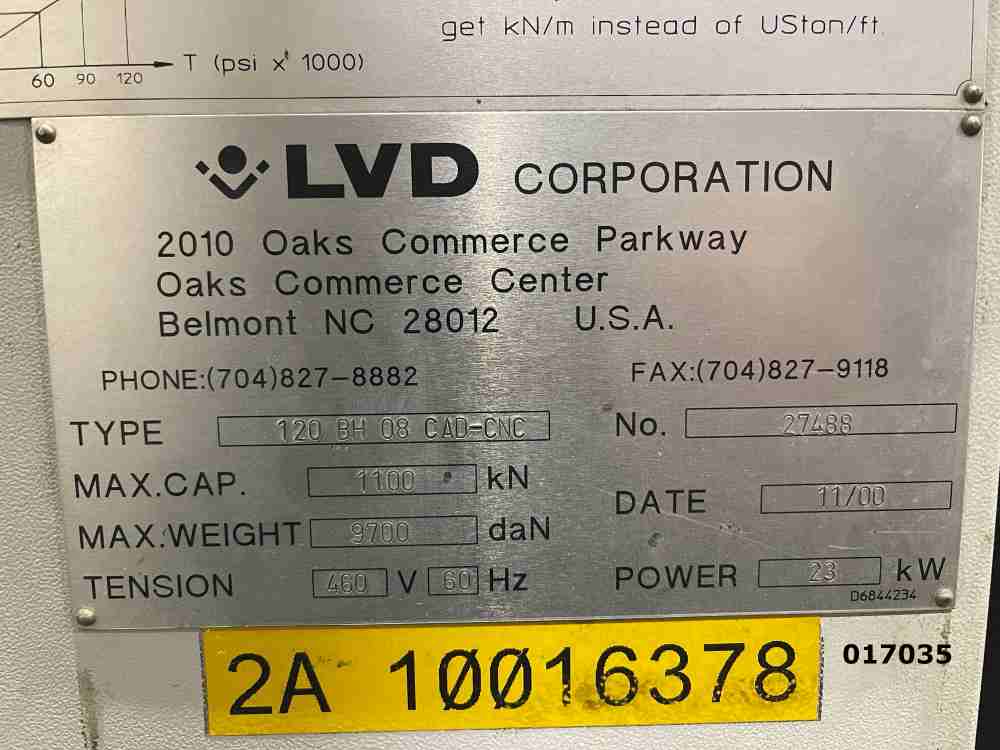 get kN/m instead of USton/ft.
T (psi x 1000)
60 90 120
LVD CORPORATION
2010 Oaks Commerce Parkway
Oaks Commerce Center
Belmont NC 28012 U.S.A.
PHONE:(704)827-8882 FAX:(704)827-9118
TYPE 120 BH 08 CAD-CNC No. 27488
MAX.CAP. 1100 kN
DATE 11/00
MAX.WEIGHT 9700 daN
TENSION 460 V 60 Hz POWER 23 kW
D6844234
2A 10016378
017035